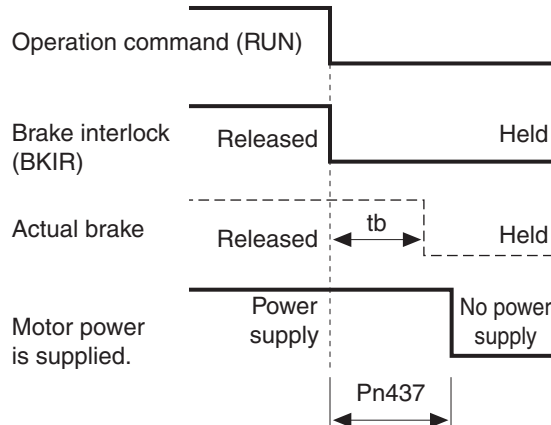 Operation command (RUN)
Brake interlock
(BKIR)
Released
Held
Actual brake
Released
tb
Held
Motor power
is supplied.
Power
supply
No power
supply
Pn437